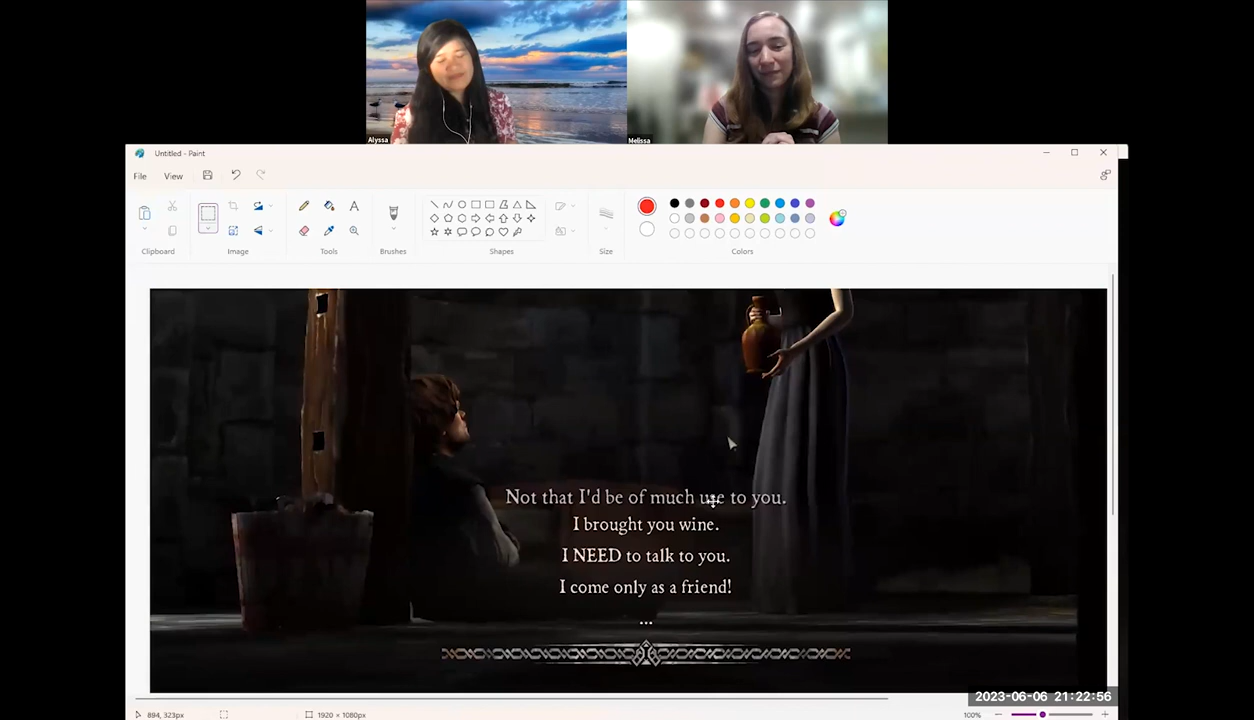 Alyssa
Melissa
Untitled - Paint
File View
Clipboard
Image
Tools
Brushes
Shapes
Size
Colors
Not that I'd be of much use to you.
I brought you wine.
I NEED to talk to you.
I come only as a friend!
...
2023-06-06 21:22:56
894, 323px
1920 × 1080px
100%